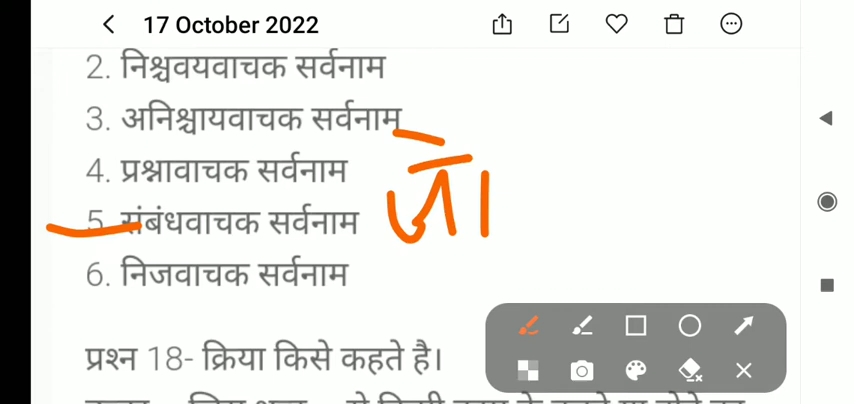 17 October 2022
2. निश्चवयवाचक सर्वनाम
3. अनिश्चायवाचक सर्वनाम
4. प्रश्नावाचक सर्वनाम
5. संबंधवाचक सर्वनाम
जो
6. निजवाचक सर्वनाम
प्रश्न 18- क्रिया किसे कहते है।